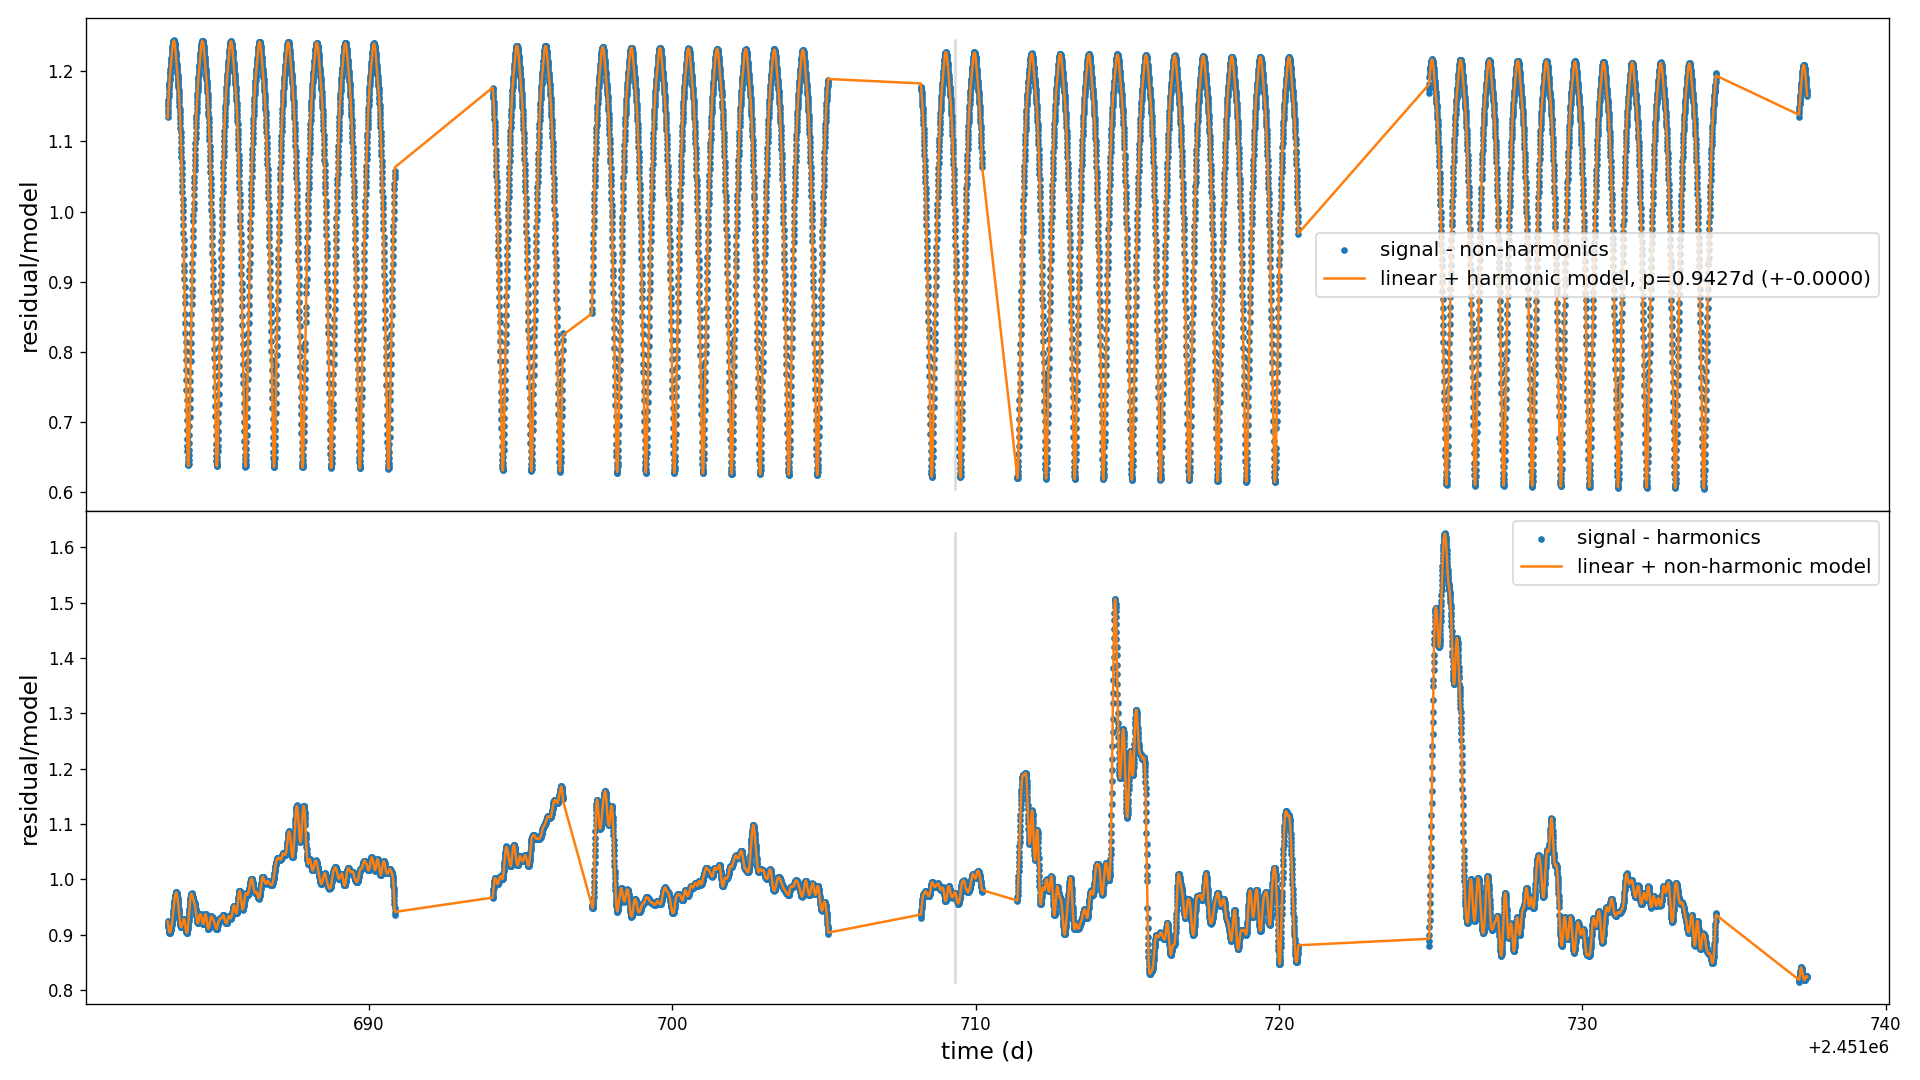 residual/model
1.2
1.1
1.0
0.9
0.8
0.7
0.6
signal - non-harmonics
linear + harmonic model, p=0.9427d (+-0.0000)
residual/model
1.6
1.5
1.4
1.3
1.2
1.1
1.0
0.9
0.8
signal - harmonics
linear + non-harmonic model
690 700 710 720 730 740
time (d)
+2.451e6